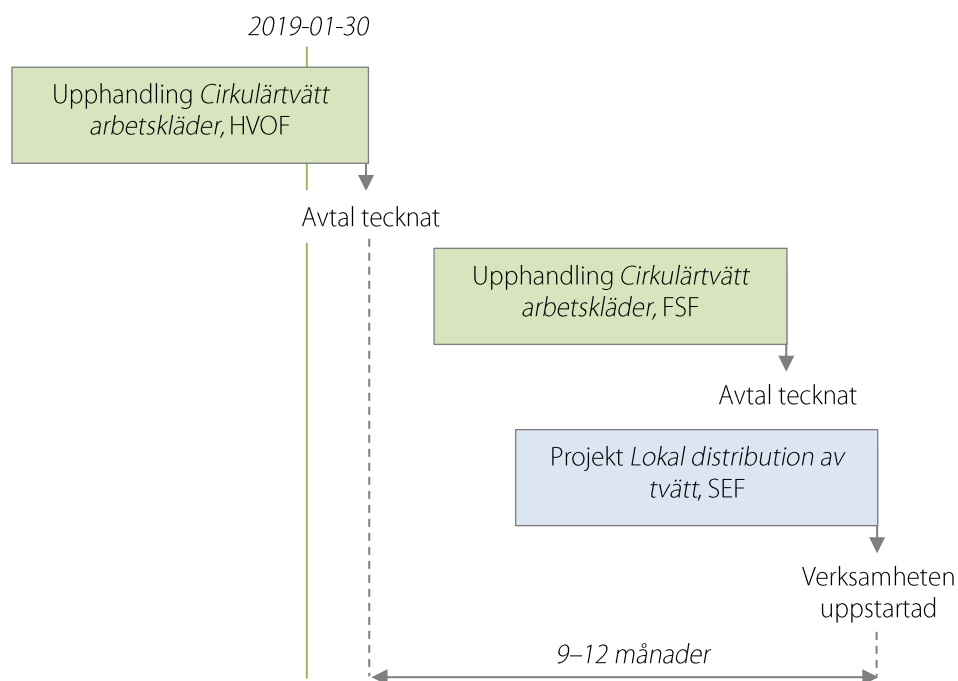 2019-01-30
Upphandling Cirkulärtvätt
arbetskläder, HVOF
Avtal tecknat
Upphandling Cirkulärtvätt
arbetskläder, FSF
Avtal tecknat
Projekt Lokal distribution av
tvätt, SEF
Verksamheten
uppstartad
9–12 månader